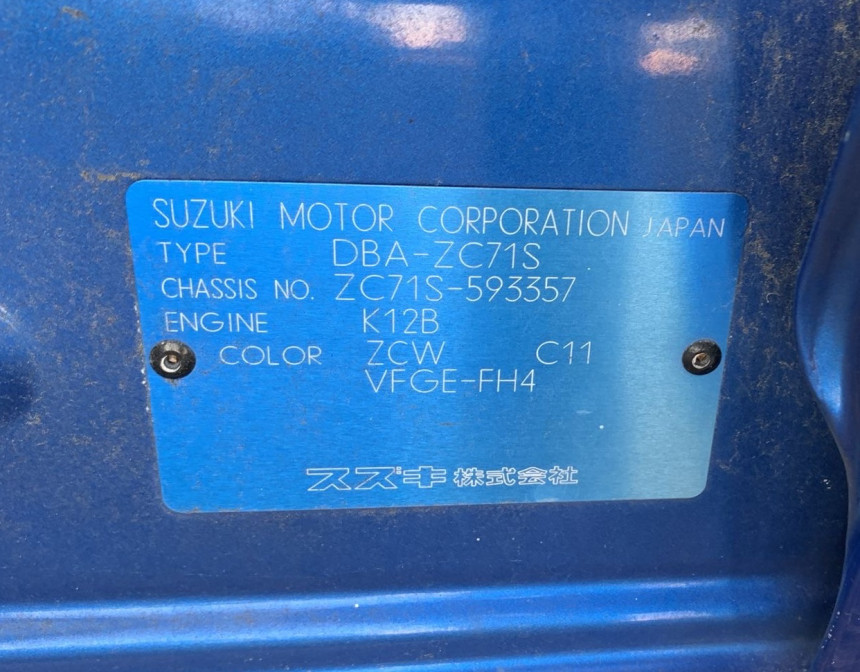 SUZUKI MOTOR CORPORATION JAPAN
TYPE DBA-ZC71S
CHASSIS NO. ZC71S-593357
ENGINE K12B
COLOR ZCW C11
VFGE-FH4
スズキ株式会社